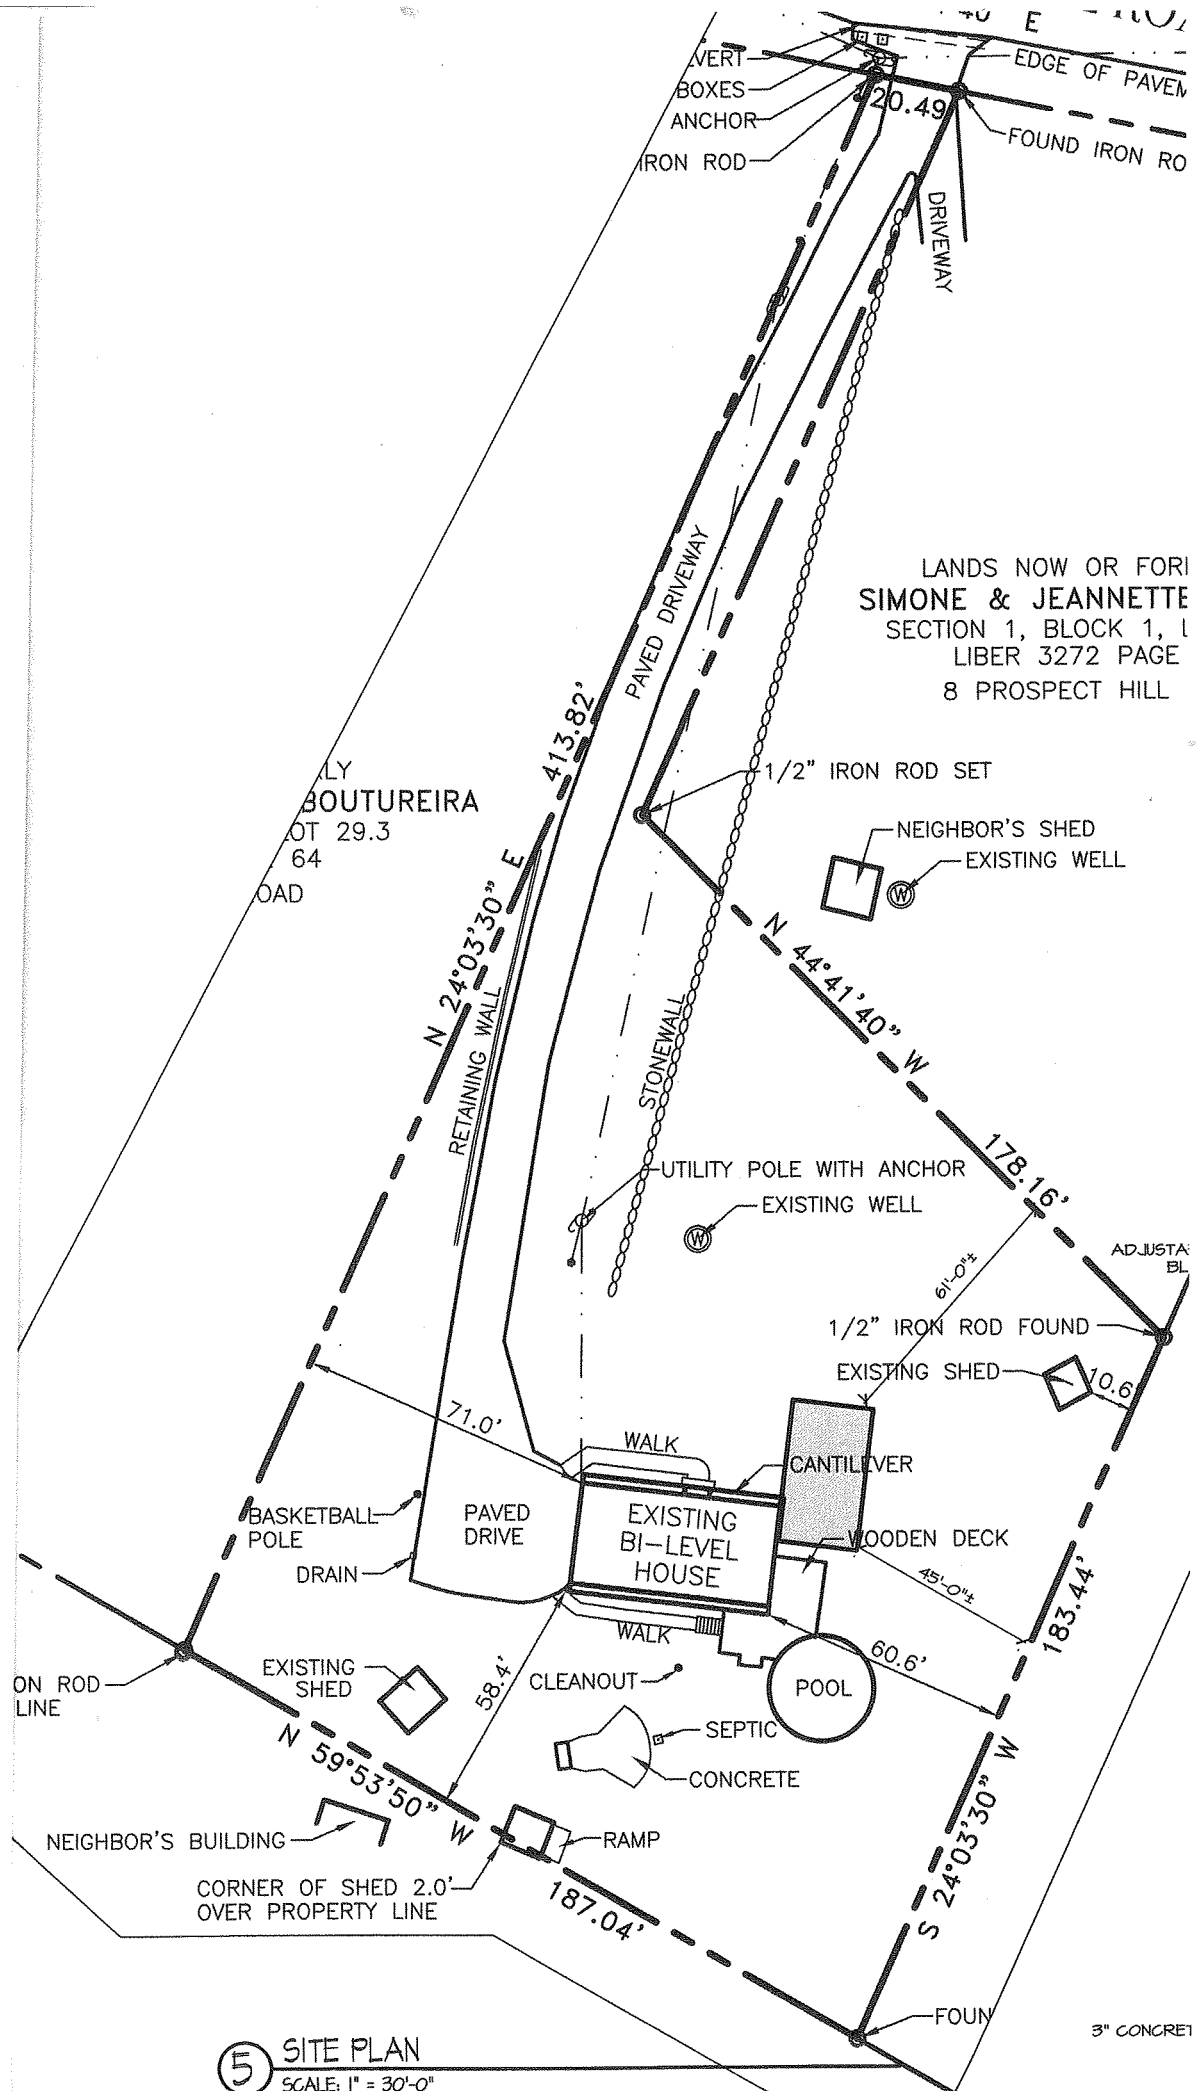 E
EDGE OF PAVEM
VERT
BOXES
ANCHOR
IRON ROD
20.49
FOUND IRON RO
DRIVEWAY
LANDS NOW OR FOR
SIMONE & JEANNETTE
SECTION 1, BLOCK 1, L
LIBER 3272 PAGE
8 PROSPECT HILL
PAVED DRIVEWAY
413.82'
N 24°03'30" E
LY
BOUTUREIRA
OT 29.3
64
OAD
1/2" IRON ROD SET
NEIGHBOR'S SHED
EXISTING WELL
W
N 44°41'40" W
178.16'
RETAINING WALL
STONEWALL
UTILITY POLE WITH ANCHOR
EXISTING WELL
W
61'-0"±
ADJUSTA
BL
1/2" IRON ROD FOUND
EXISTING SHED
10.6
71.0'
WALK
CANTILEVER
BASKETBALL
POLE
PAVED
DRIVE
EXISTING
BI-LEVEL
HOUSE
WOODEN DECK
DRAIN
45'-0"±
183.44'
WALK
60.6'
ON ROD
LINE
EXISTING
SHED
58.4'
CLEANOUT
POOL
SEPTIC
CONCRETE
N 59°53'50" W
187.04'
S 24°03'30" W
NEIGHBOR'S BUILDING
RAMP
CORNER OF SHED 2.0'
OVER PROPERTY LINE
FOUN
3" CONCRET
5 SITE PLAN
SCALE: 1" = 30'-0"